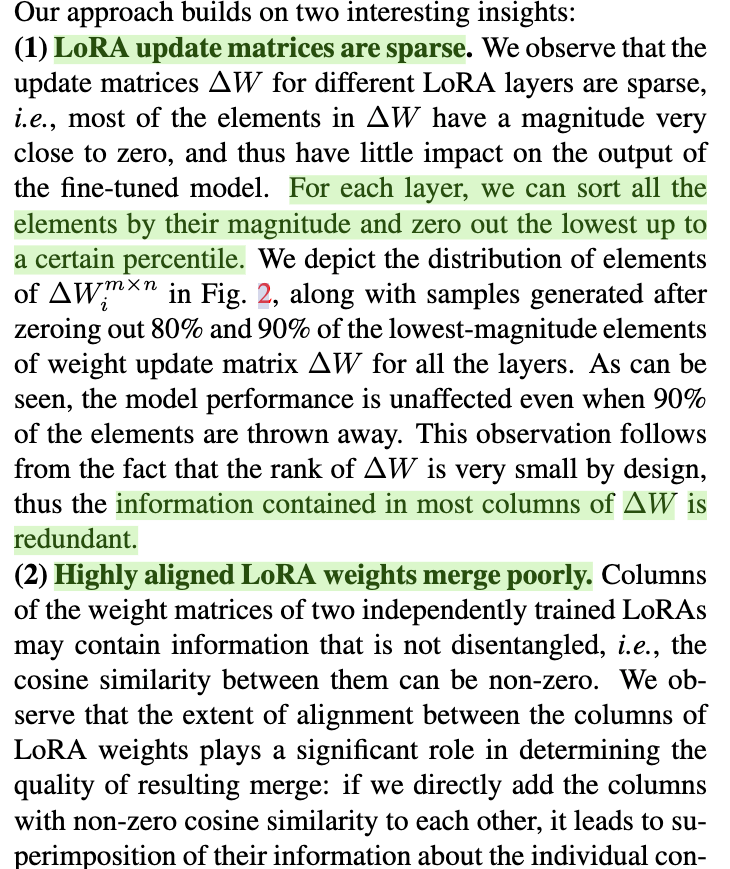 Our approach builds on two interesting insights:
(1) LoRA update matrices are sparse. We observe that the
update matrices ΔW for different LoRA layers are sparse,
i.e., most of the elements in ΔW have a magnitude very
close to zero, and thus have little impact on the output of
the fine-tuned model. For each layer, we can sort all the
elements by their magnitude and zero out the lowest up to
a certain percentile. We depict the distribution of elements
of ΔWᵢᵐˣⁿ in Fig. 2, along with samples generated after
zeroing out 80% and 90% of the lowest-magnitude elements
of weight update matrix ΔW for all the layers. As can be
seen, the model performance is unaffected even when 90%
of the elements are thrown away. This observation follows
from the fact that the rank of ΔW is very small by design,
thus the information contained in most columns of ΔW is
redundant.
(2) Highly aligned LoRA weights merge poorly. Columns
of the weight matrices of two independently trained LoRAs
may contain information that is not disentangled, i.e., the
cosine similarity between them can be non-zero. We ob-
serve that the extent of alignment between the columns of
LoRA weights plays a significant role in determining the
quality of resulting merge: if we directly add the columns
with non-zero cosine similarity to each other, it leads to su-
perimposition of their information about the individual con-